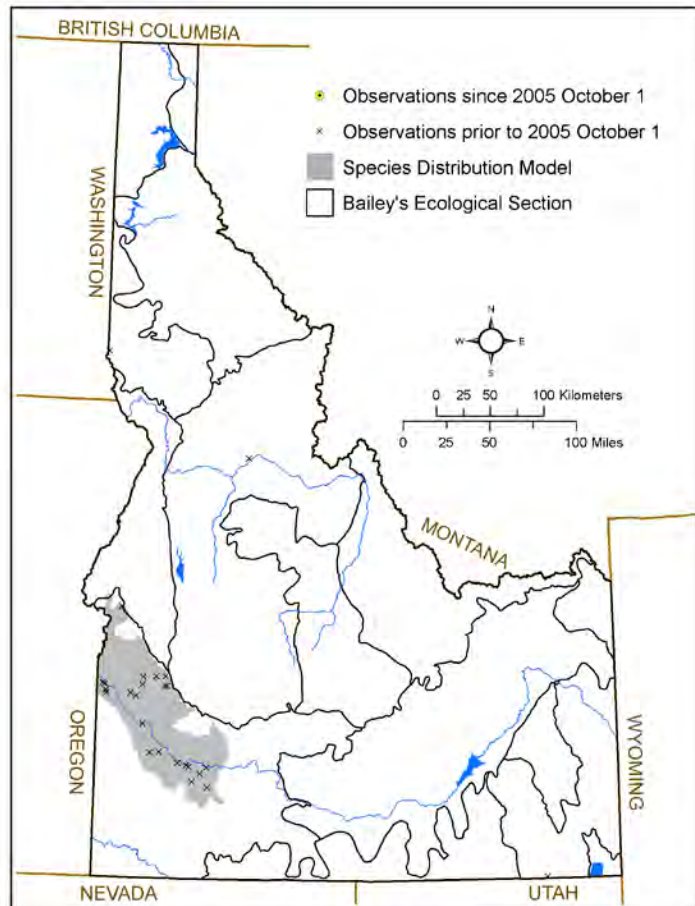 BRITISH COLUMBIA
Observations since 2005 October 1
Observations prior to 2005 October 1
Species Distribution Model
Bailey's Ecological Section
WASHINGTON
N
W E
S
0 25 50 100 Kilometers
0 25 50 100 Miles
MONTANA
OREGON
WYOMING
NEVADA UTAH